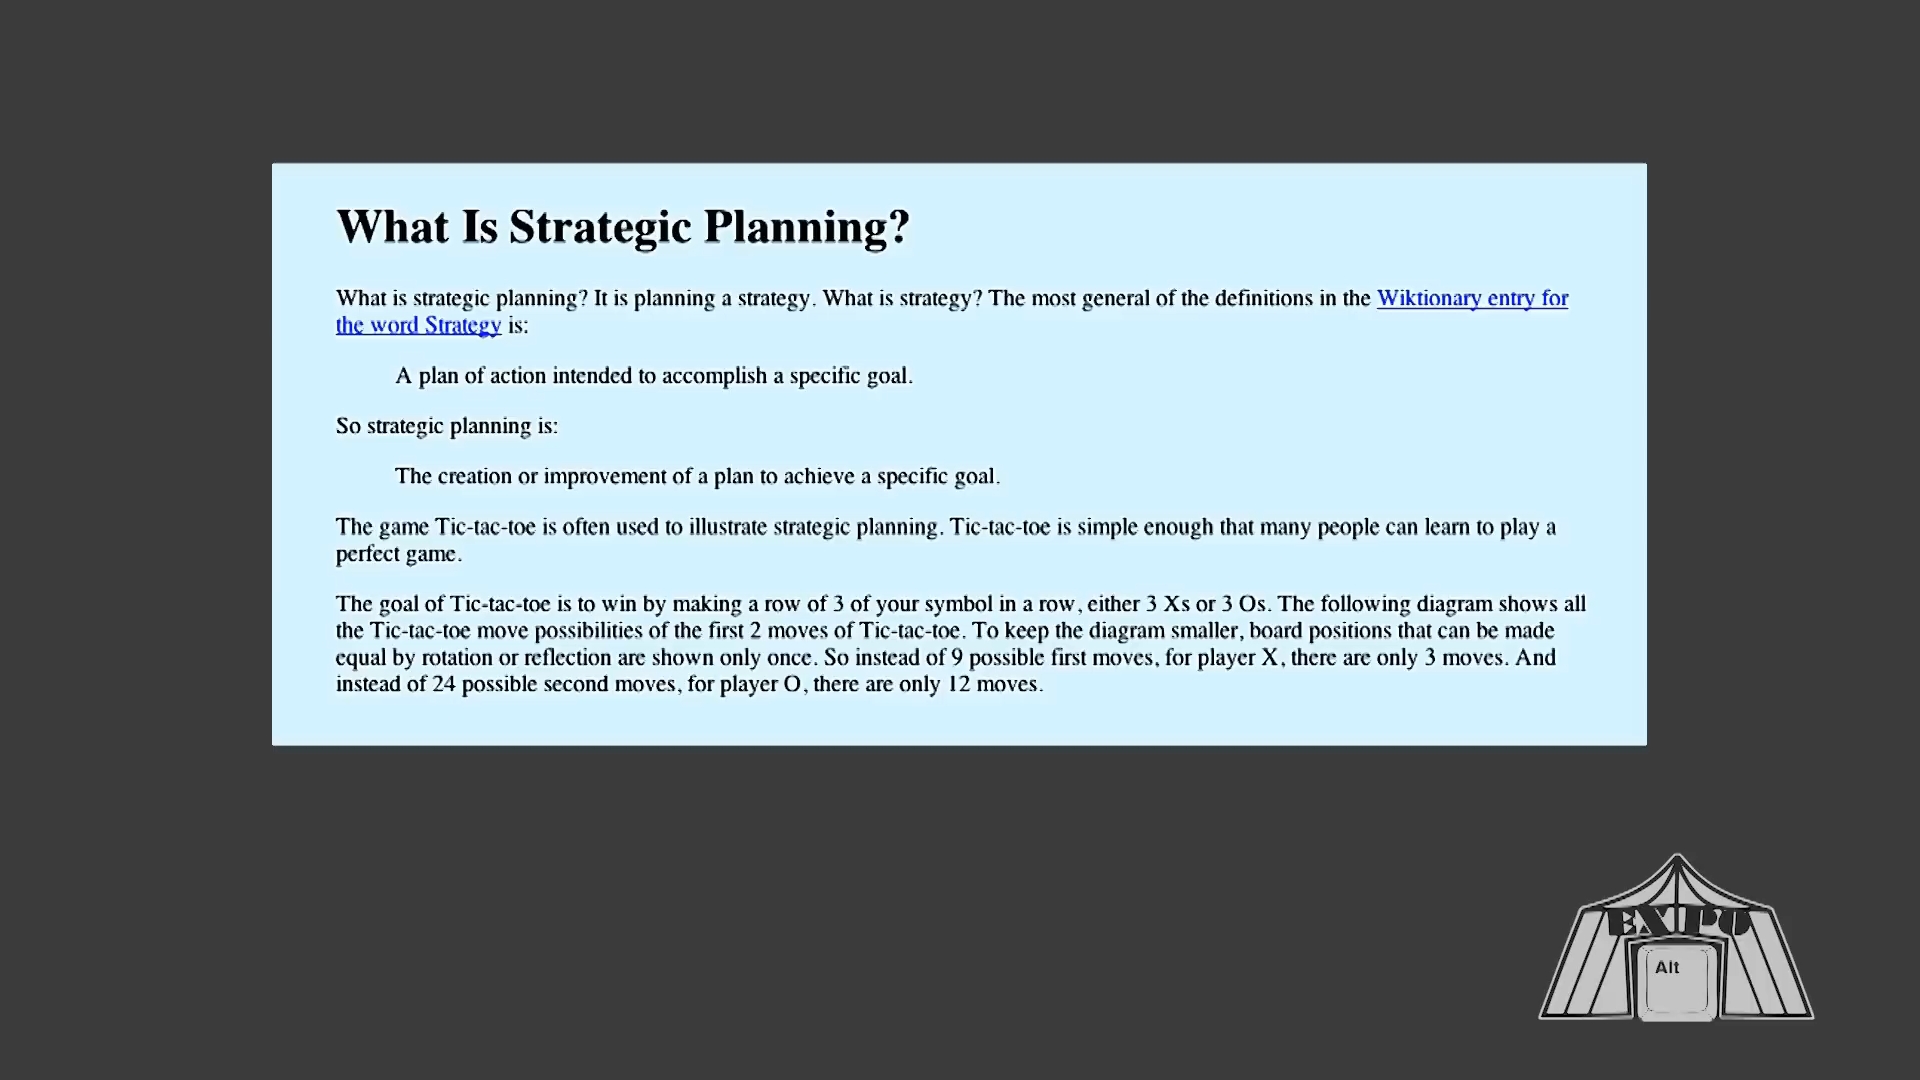 What Is Strategic Planning?
What is strategic planning? It is planning a strategy. What is strategy? The most general of the definitions in the Wiktionary entry for
the word Strategy is:
A plan of action intended to accomplish a specific goal.
So strategic planning is:
The creation or improvement of a plan to achieve a specific goal.
The game Tic-tac-toe is often used to illustrate strategic planning. Tic-tac-toe is simple enough that many people can learn to play a
perfect game.
The goal of Tic-tac-toe is to win by making a row of 3 of your symbol in a row, either 3 Xs or 3 Os. The following diagram shows all
the Tic-tac-toe move possibilities of the first 2 moves of Tic-tac-toe. To keep the diagram smaller, board positions that can be made
equal by rotation or reflection are shown only once. So instead of 9 possible first moves, for player X, there are only 3 moves. And
instead of 24 possible second moves, for player O, there are only 12 moves.
EXPO
Alt